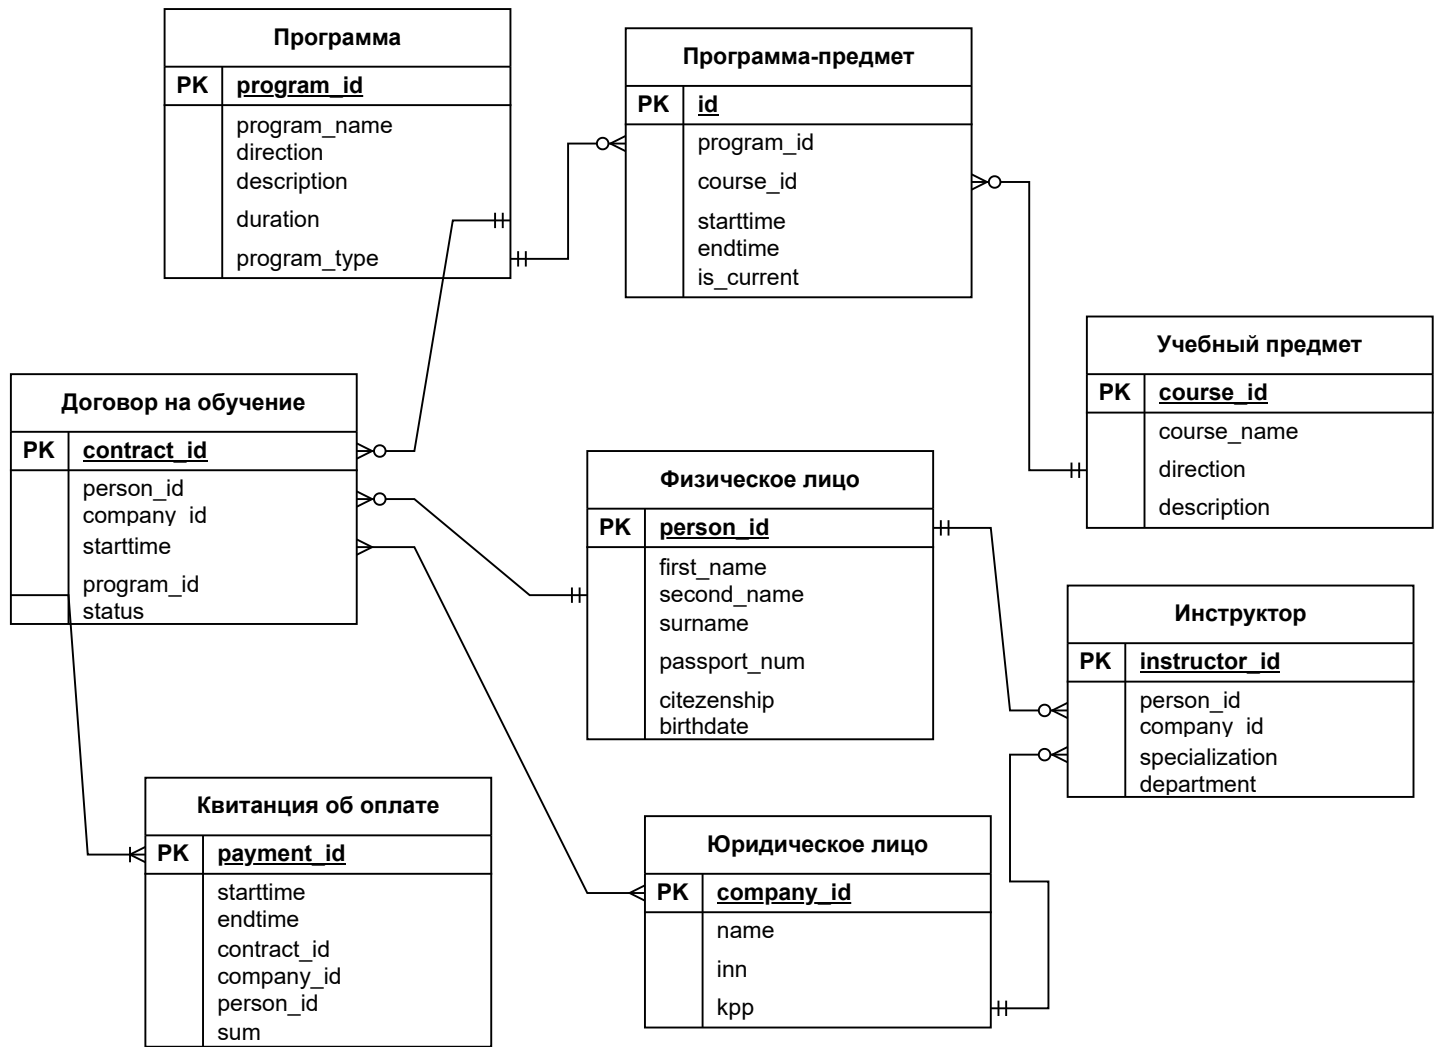 Программа
PK program_id
program_name
direction
description
duration
program_type
Программа-предмет
PK id
program_id
course_id
starttime
endtime
is_current
Учебный предмет
PK course_id
course_name
direction
description
Договор на обучение
PK contract_id
person_id
company_id
starttime
program_id
status
Физическое лицо
PK person_id
first_name
second_name
surname
passport_num
citezenship
birthdate
Инструктор
PK instructor_id
person_id
company_id
specialization
department
Квитанция об оплате
PK payment_id
starttime
endtime
contract_id
company_id
person_id
sum
Юридическое лицо
PK company_id
name
inn
kpp